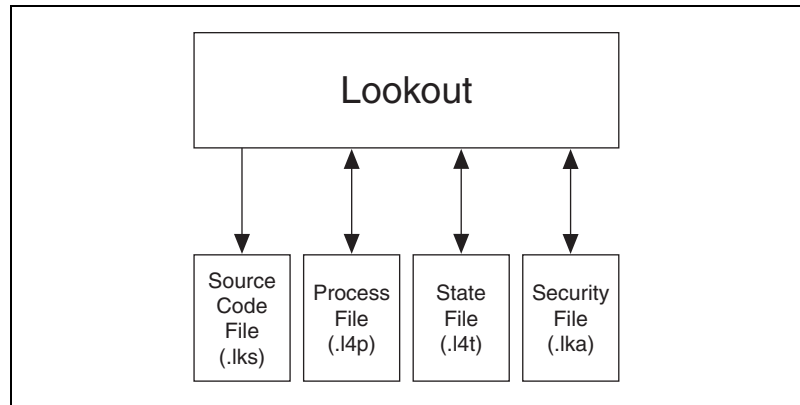 Lookout
Source
Code
File
(.lks)
Process
File
(.l4p)
State
File
(.l4t)
Security
File
(.lka)